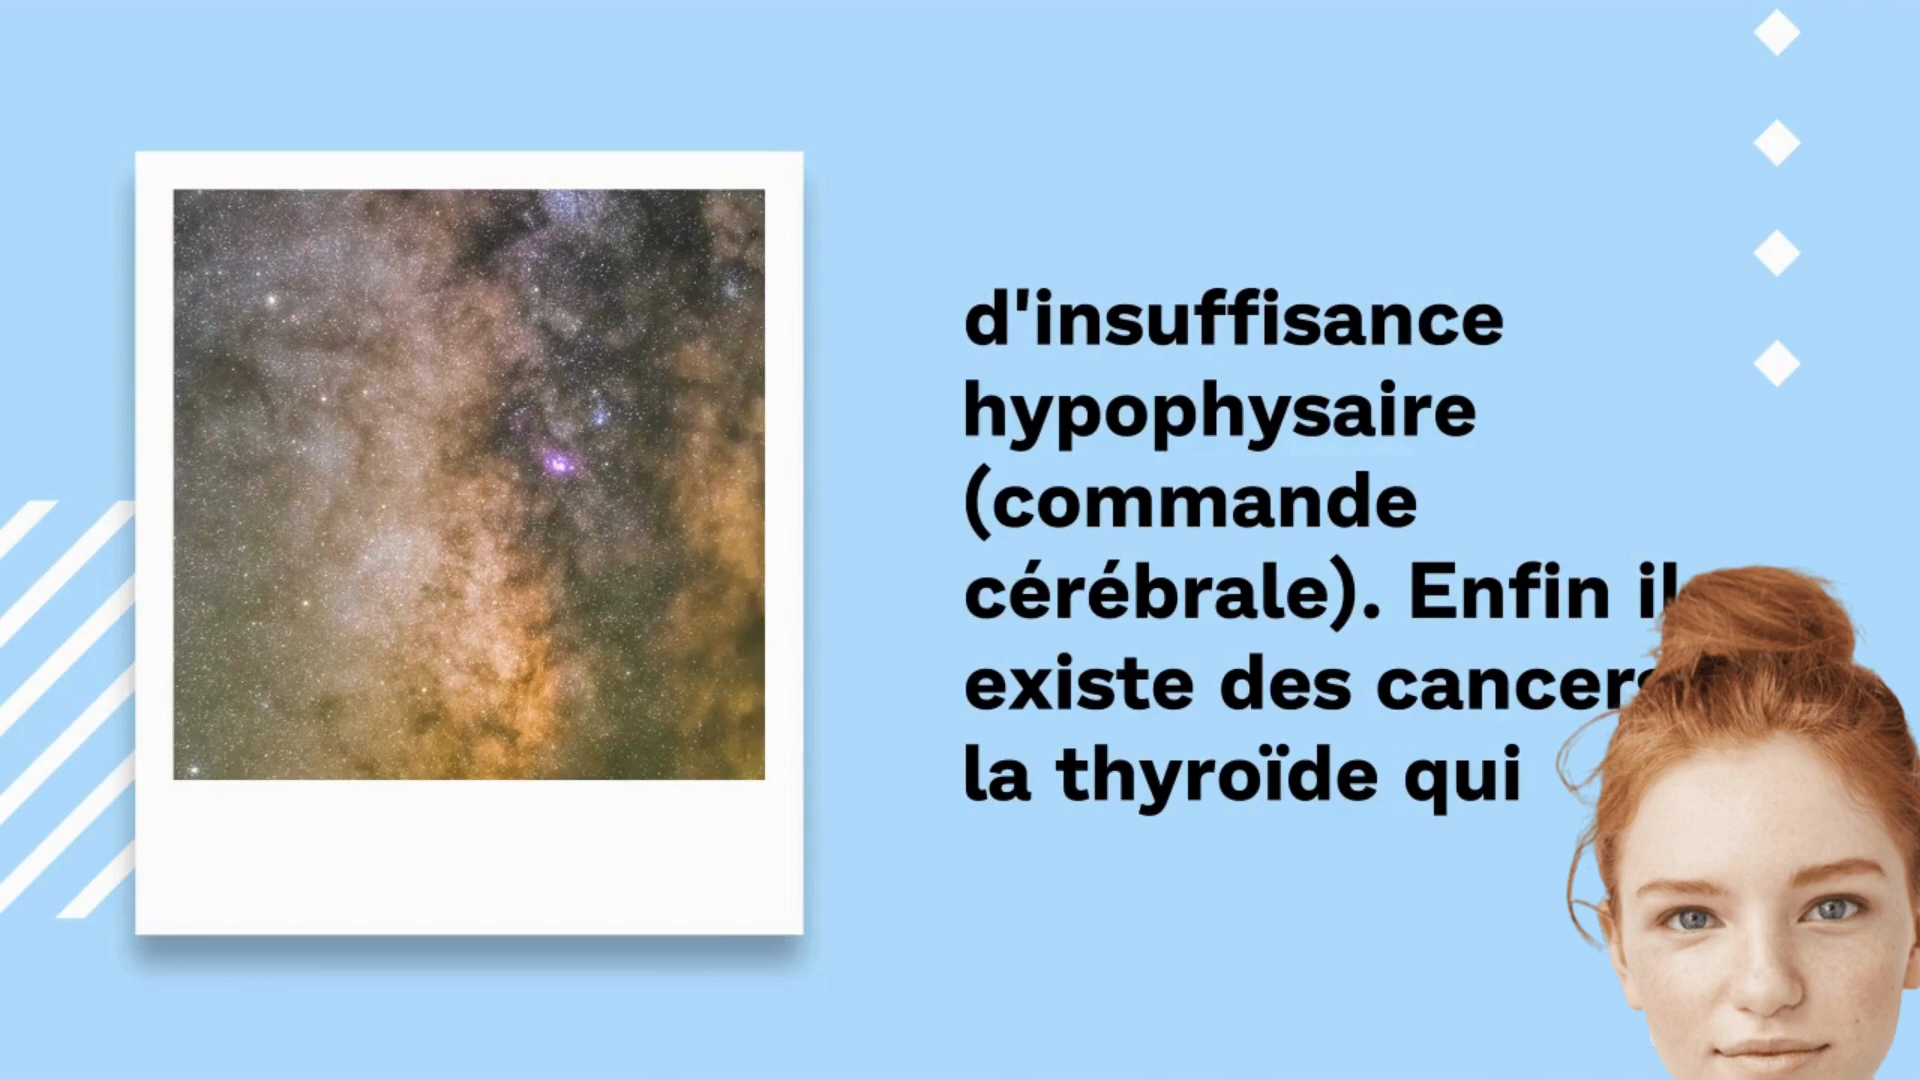 d'insuffisance
hypophysaire
(commande
cérébrale). Enfin il
existe des cancers
la thyroïde qui